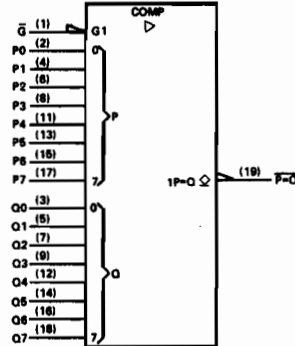 COMP
G̅ (1) G1 ▷
P0 (2) 0
P1 (4)
P2 (6)
P3 (8)
P4 (11) P
P5 (13)
P6 (15)
P7 (17) 7 1P=Q ◇ (19) P̅=̅Q̅
Q0 (3) 0
Q1 (5)
Q2 (7)
Q3 (9)
Q4 (12) Q
Q5 (14)
Q6 (16)
Q7 (18) 7